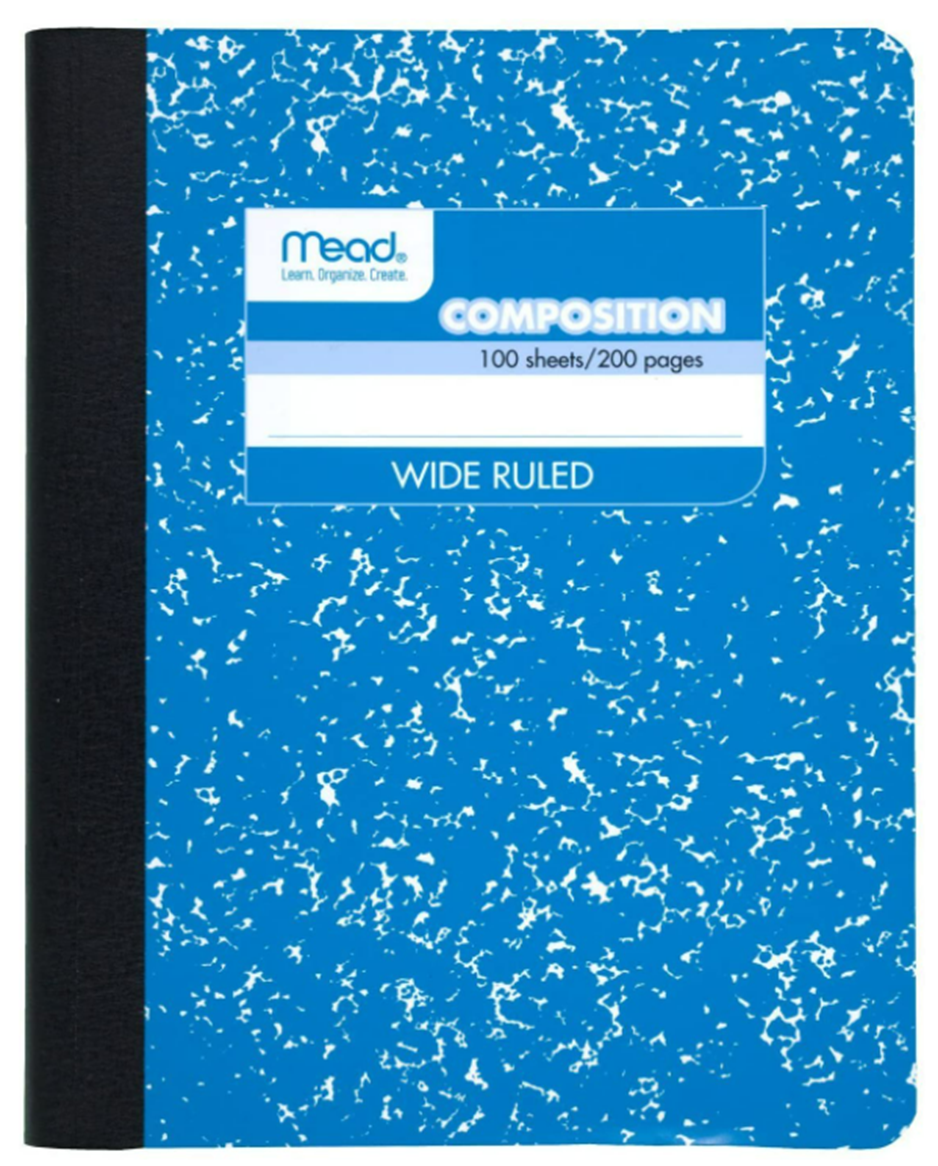 Mead®
Learn. Organize. Create.
COMPOSITION
100 sheets/200 pages
WIDE RULED